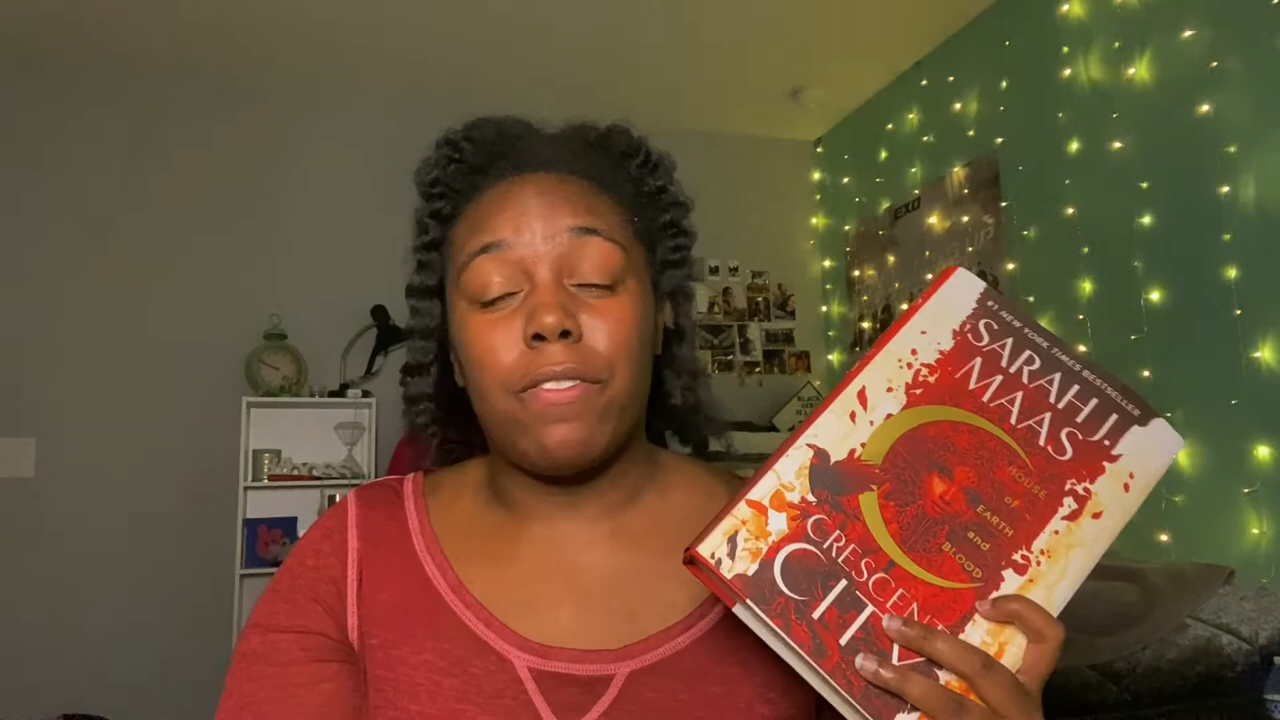 EXO
#1 NEW YORK TIMES BESTSELLER
SARAH J.
MAAS
HOUSE
of
EARTH
and
BLOOD
CRESCENT
CITY